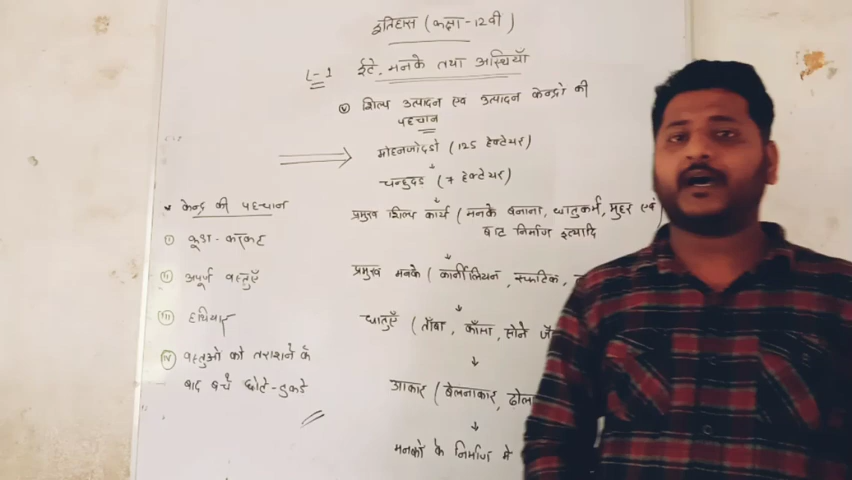 इतिहास (कक्षा-12वी)
L-1 ईंटे, मनके तथा अस्थियाँ
शिल्प उत्पादन एवं उत्पादन केन्द्रो की
पहचान
मोहनजोदडो (125 हेक्टेयर)
↓
चन्हुदडो (7 हेक्टेयर)
↓
प्रमुख शिल्प कार्य (मनके बनाना, धातुकर्म, मुहर एवं
बाट निर्माण इत्यादि
↓
प्रमुख मनके (कार्नीलियन, स्फटिक,
↓
धातुएँ (ताँबा, काँसा, सोने जै
↓
आकार (बेलनाकार, ढोला
↓
मनको के निर्माण मे
* केन्द्र की पहचान
(i) कूडा-करकट
(ii) अपूर्ण वस्तुएँ
(iii) हथियार
(iv) वस्तुओ को तराशने के
बाद बचे छोटे-टुकडे